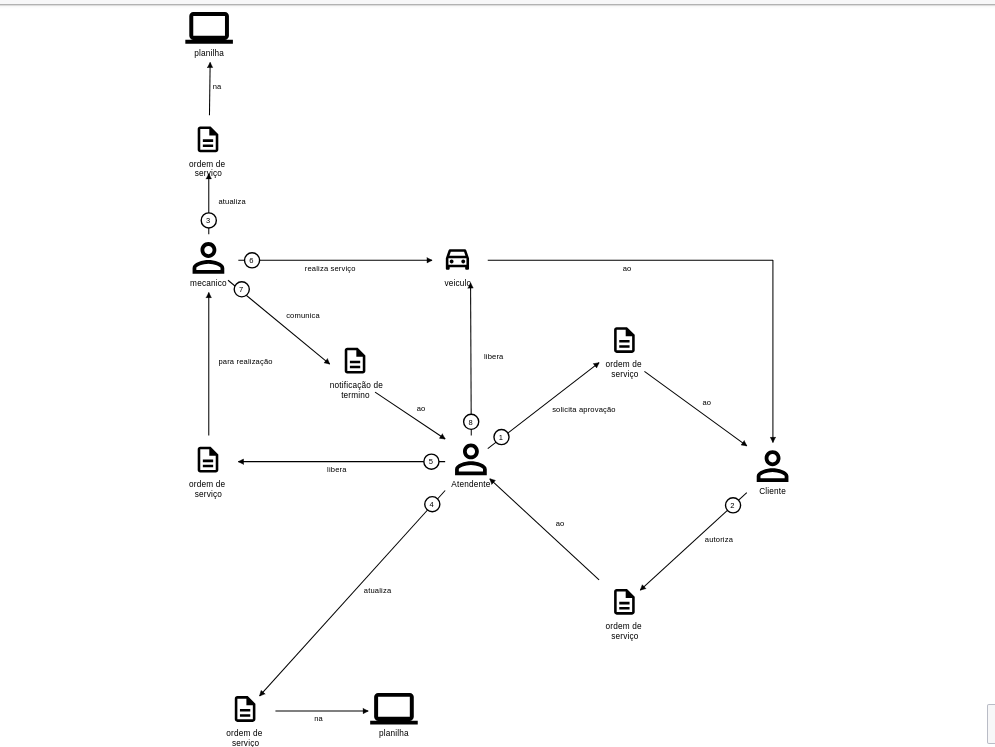 planilha
na
ordem de
serviço
atualiza
3
6
realiza serviço
mecanico
veiculo
ao
7
comunica
para realização
notificação de
termino
ao
libera
ordem de
serviço
solicita aprovação
ao
8
1
5
libera
ordem de
serviço
Atendente
Cliente
4
2
autoriza
ao
atualiza
ordem de
serviço
ordem de
serviço
na
planilha